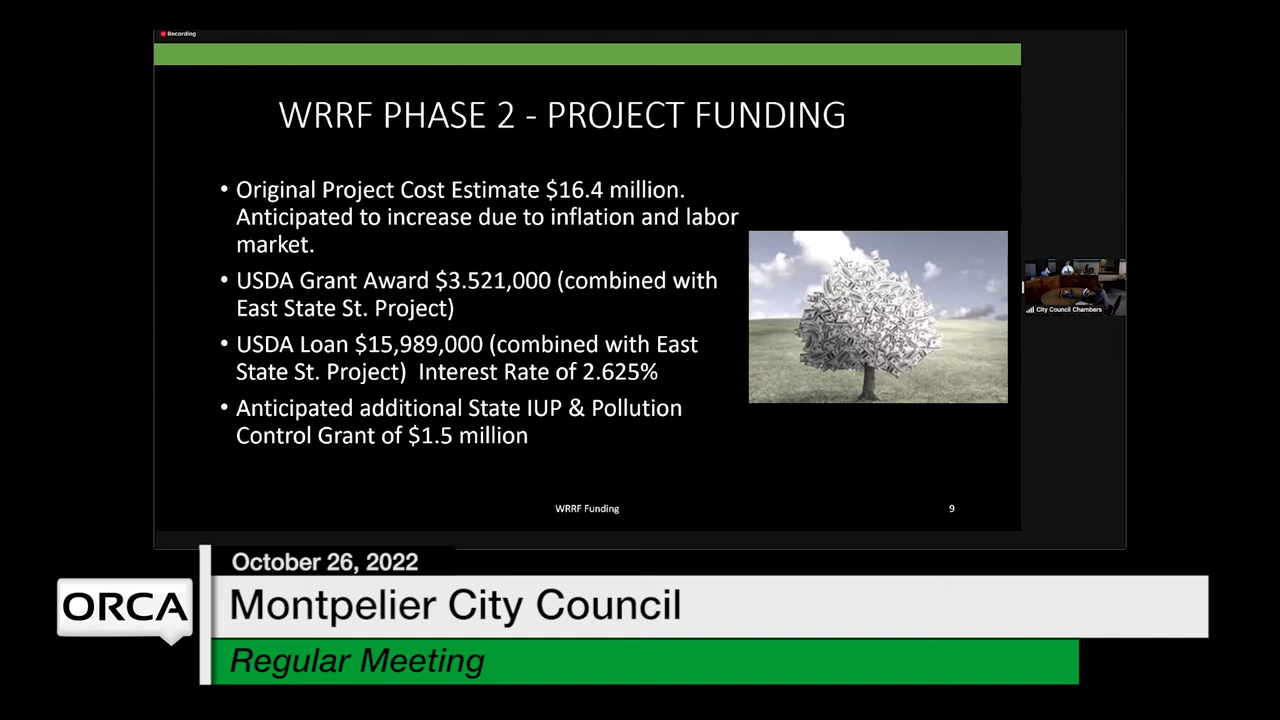 Recording
WRRF PHASE 2 - PROJECT FUNDING
• Original Project Cost Estimate $16.4 million.
Anticipated to increase due to inflation and labor
market.
• USDA Grant Award $3.521,000 (combined with
East State St. Project)
• USDA Loan $15,989,000 (combined with East
State St. Project)  Interest Rate of 2.625%
• Anticipated additional State IUP & Pollution
Control Grant of $1.5 million
City Council Chambers
WRRF Funding
9
October 26, 2022
ORCA
Montpelier City Council
Regular Meeting